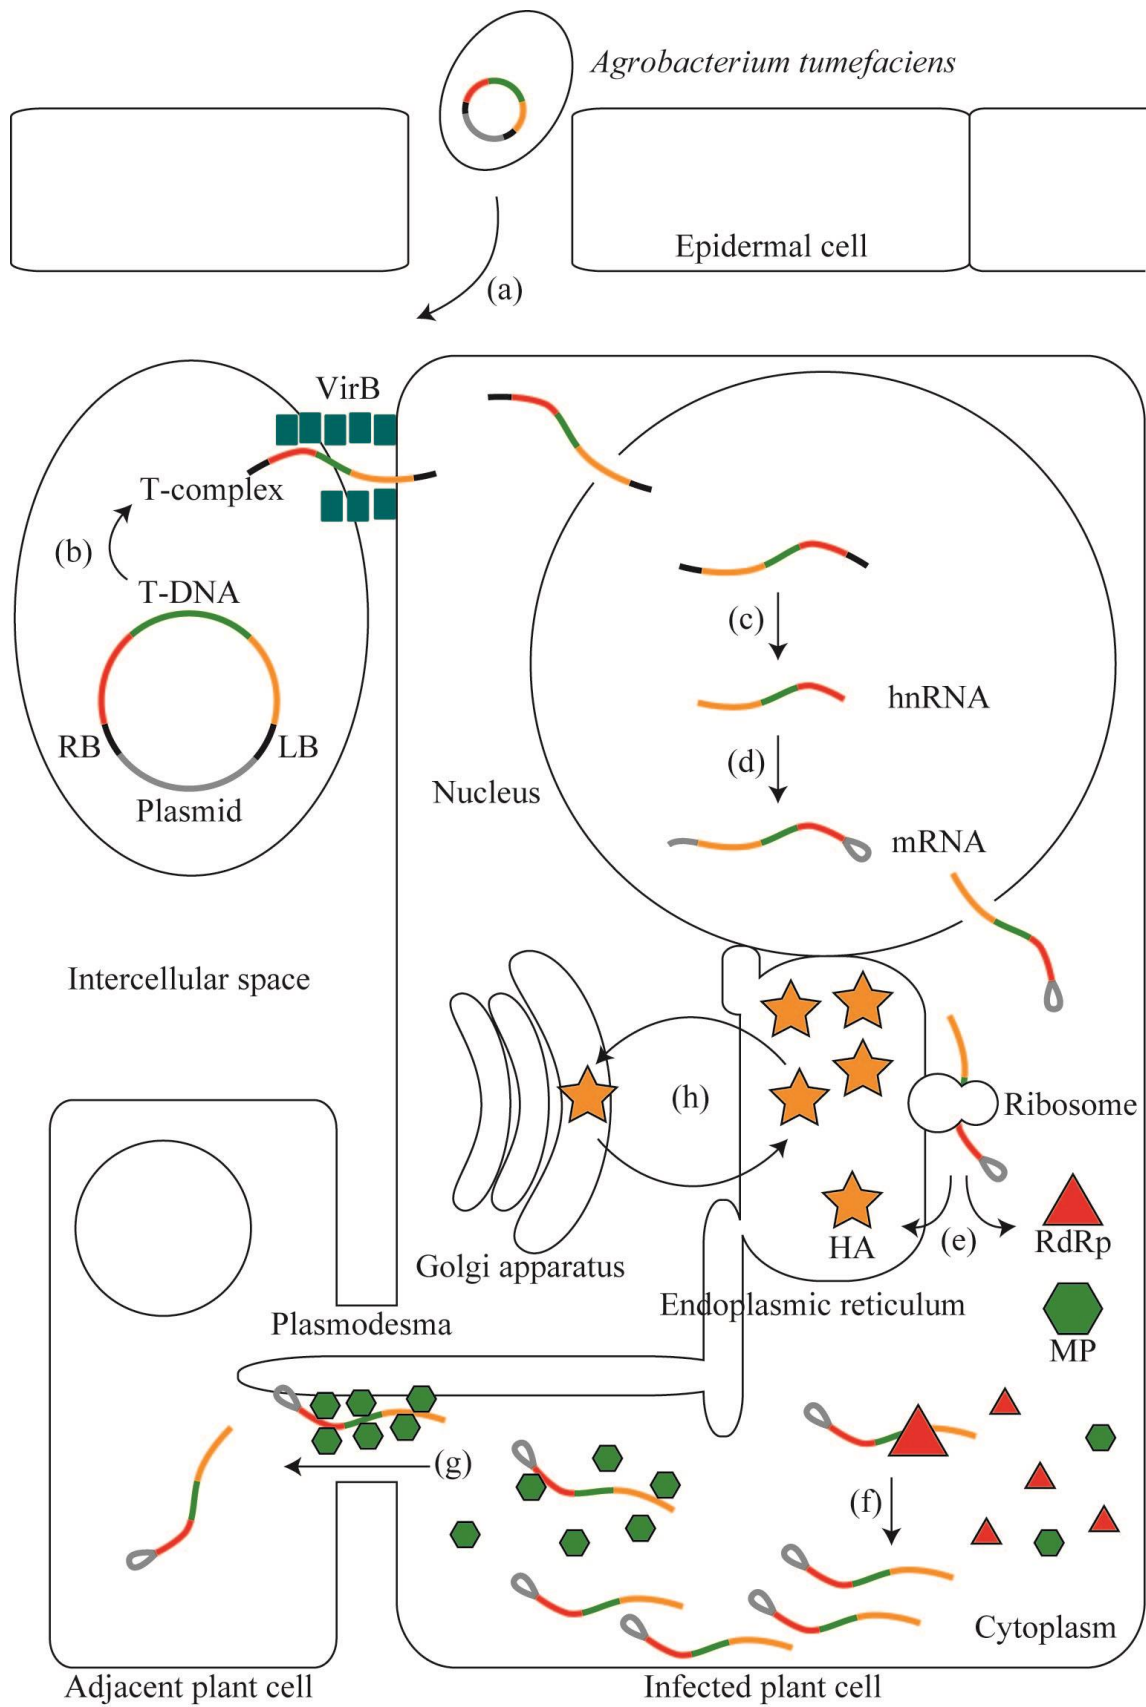 Agrobacterium tumefaciens
Epidermal cell
(a)
VirB
T-complex
(b)
T-DNA
RB
LB
Plasmid
(c)
hnRNA
(d)
Nucleus
mRNA
Intercellular space
(h)
Ribosome
HA
(e)
RdRp
Golgi apparatus
Endoplasmic reticulum
Plasmodesma
MP
(g)
(f)
Cytoplasm
Adjacent plant cell
Infected plant cell